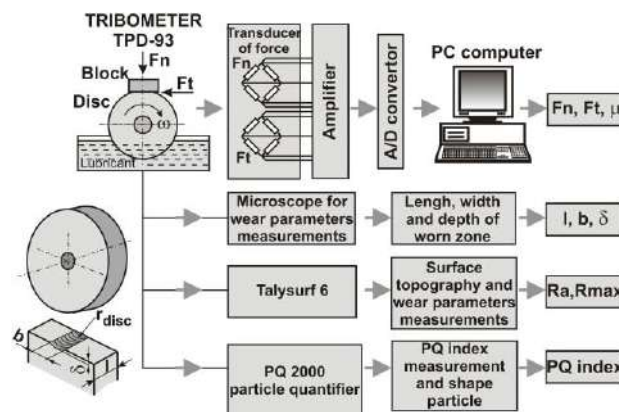 TRIBOMETER
TPD-93
Fn
Block
Ft
Disc
ω
Lubricant
Transducer
of force
Fn
Ft
Amplifier
A/D convertor
PC computer
Fn, Ft, μ
Microscope for
wear parameters
measurements
Lengh, width
and depth of
worn zone
l, b, δ
Talysurf 6
Surface
topography and
wear parameters
measurements
Ra,Rmax
PQ 2000
particle quantifier
PQ index
measurement
and shape
particle
PQ index
r disc
b
δ
l